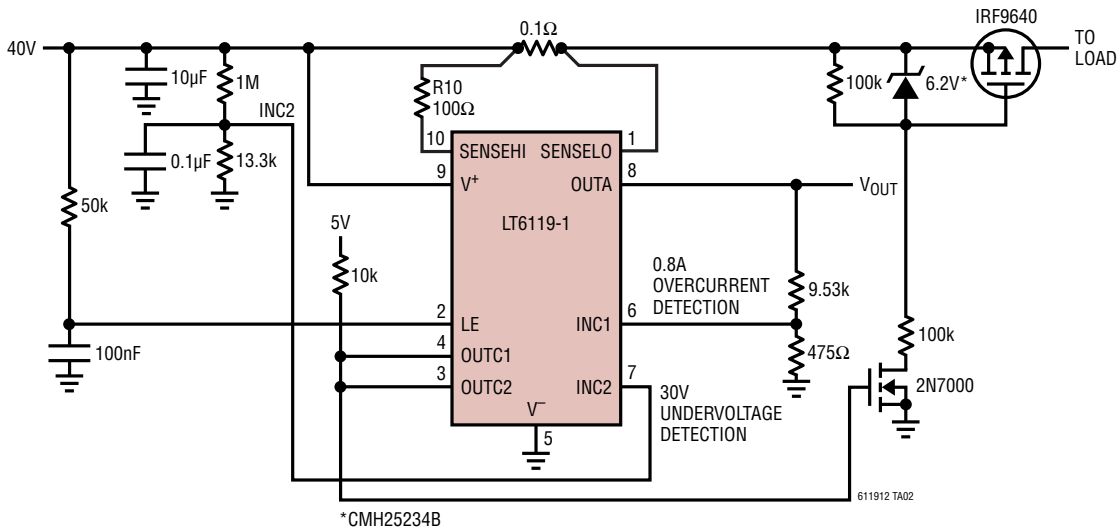 IRF9640
0.1Ω
40V
TO
LOAD
10µF
1M
R10
100Ω
100k
6.2V*
INC2
10
SENSEHI
SENSELO
1
0.1µF
13.3k
9
V+
OUTA
8
VOUT
50k
LT6119-1
5V
10k
0.8A
OVERCURRENT
DETECTION
9.53k
2
LE
INC1
6
100k
100nF
4
OUTC1
475Ω
3
OUTC2
INC2
7
2N7000
V–
30V
UNDERVOLTAGE
DETECTION
5
611912 TA02
*CMH25234B